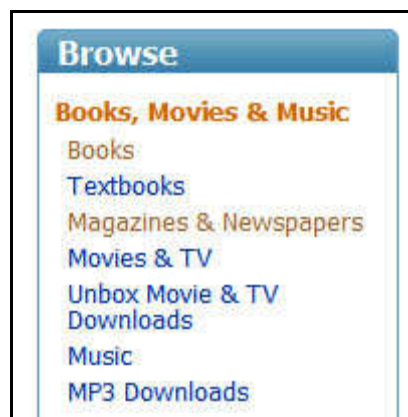 Browse
Books, Movies & Music
Books
Textbooks
Magazines & Newspapers
Movies & TV
Unbox Movie & TV
Downloads
Music
MP3 Downloads